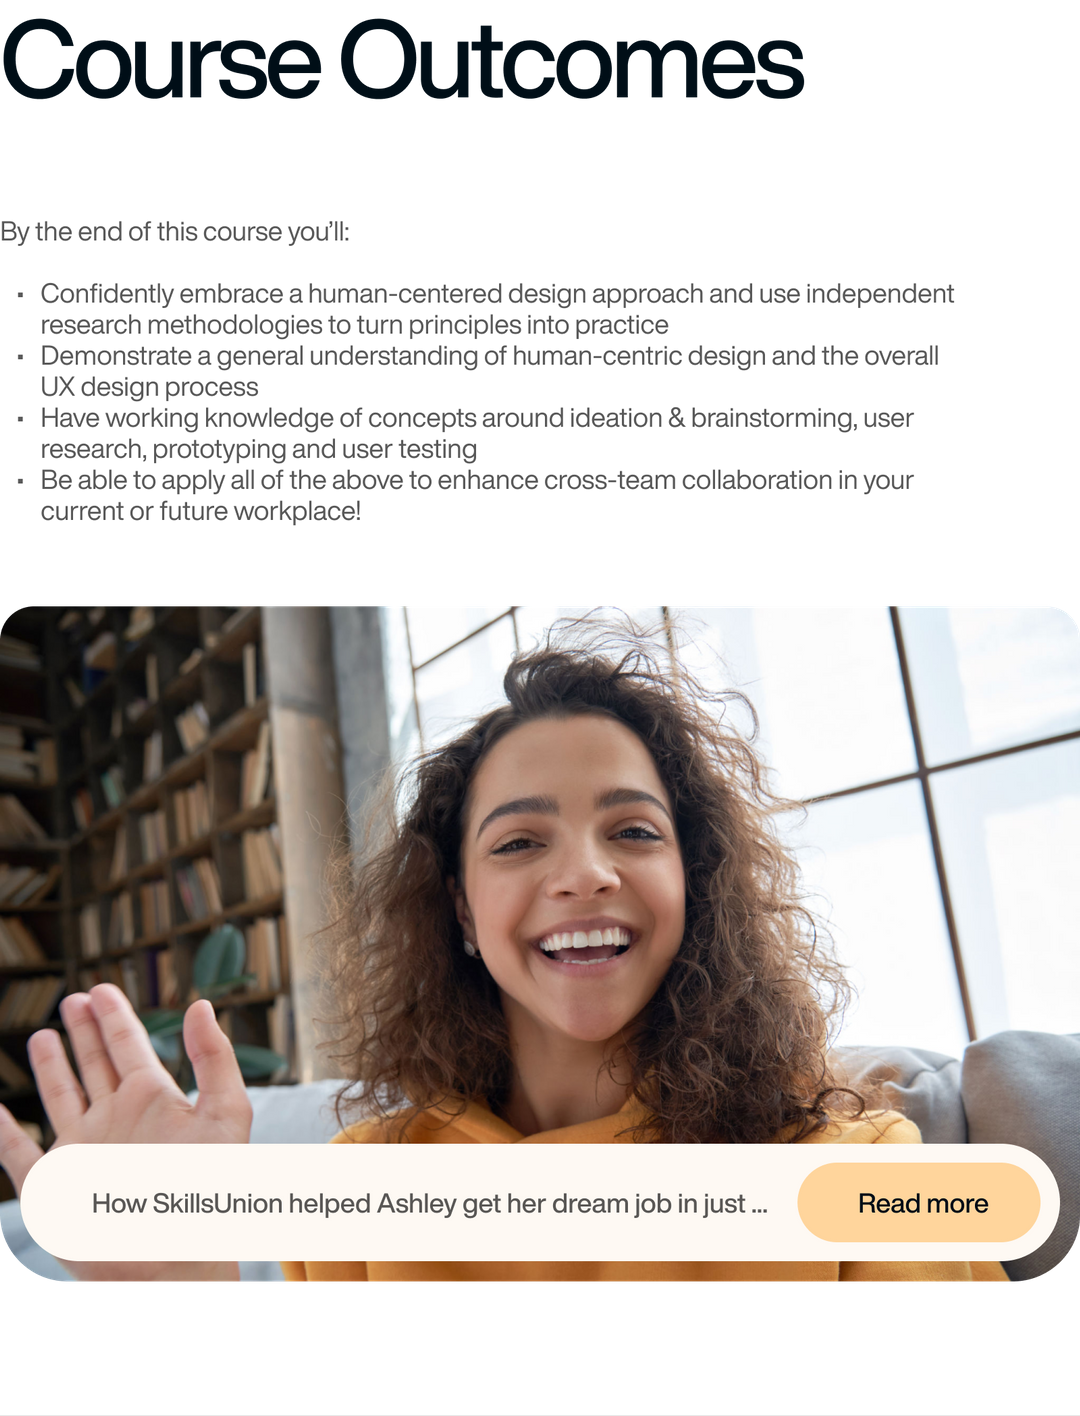 Course Outcomes
By the end of this course you’ll:
▪ Confidently embrace a human-centered design approach and use independent
research methodologies to turn principles into practice
▪ Demonstrate a general understanding of human-centric design and the overall
UX design process
▪ Have working knowledge of concepts around ideation & brainstorming, user
research, prototyping and user testing
▪ Be able to apply all of the above to enhance cross-team collaboration in your
current or future workplace!
How SkillsUnion helped Ashley get her dream job in just ...
Read more